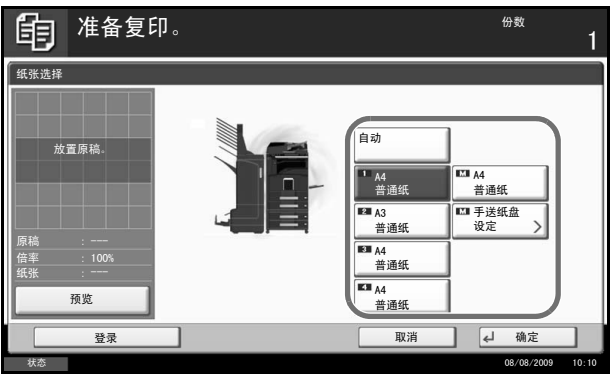 准备复印。
份数
1
纸张选择
放置原稿。
原稿 : ---
倍率 : 100%
纸张 : ---
预览
自动
1 A4
普通纸
M A4
普通纸
2 A3
普通纸
M 手送纸盘
设定
3 A4
普通纸
4 A4
普通纸
登录
取消
确定
状态
08/08/2009 10:10